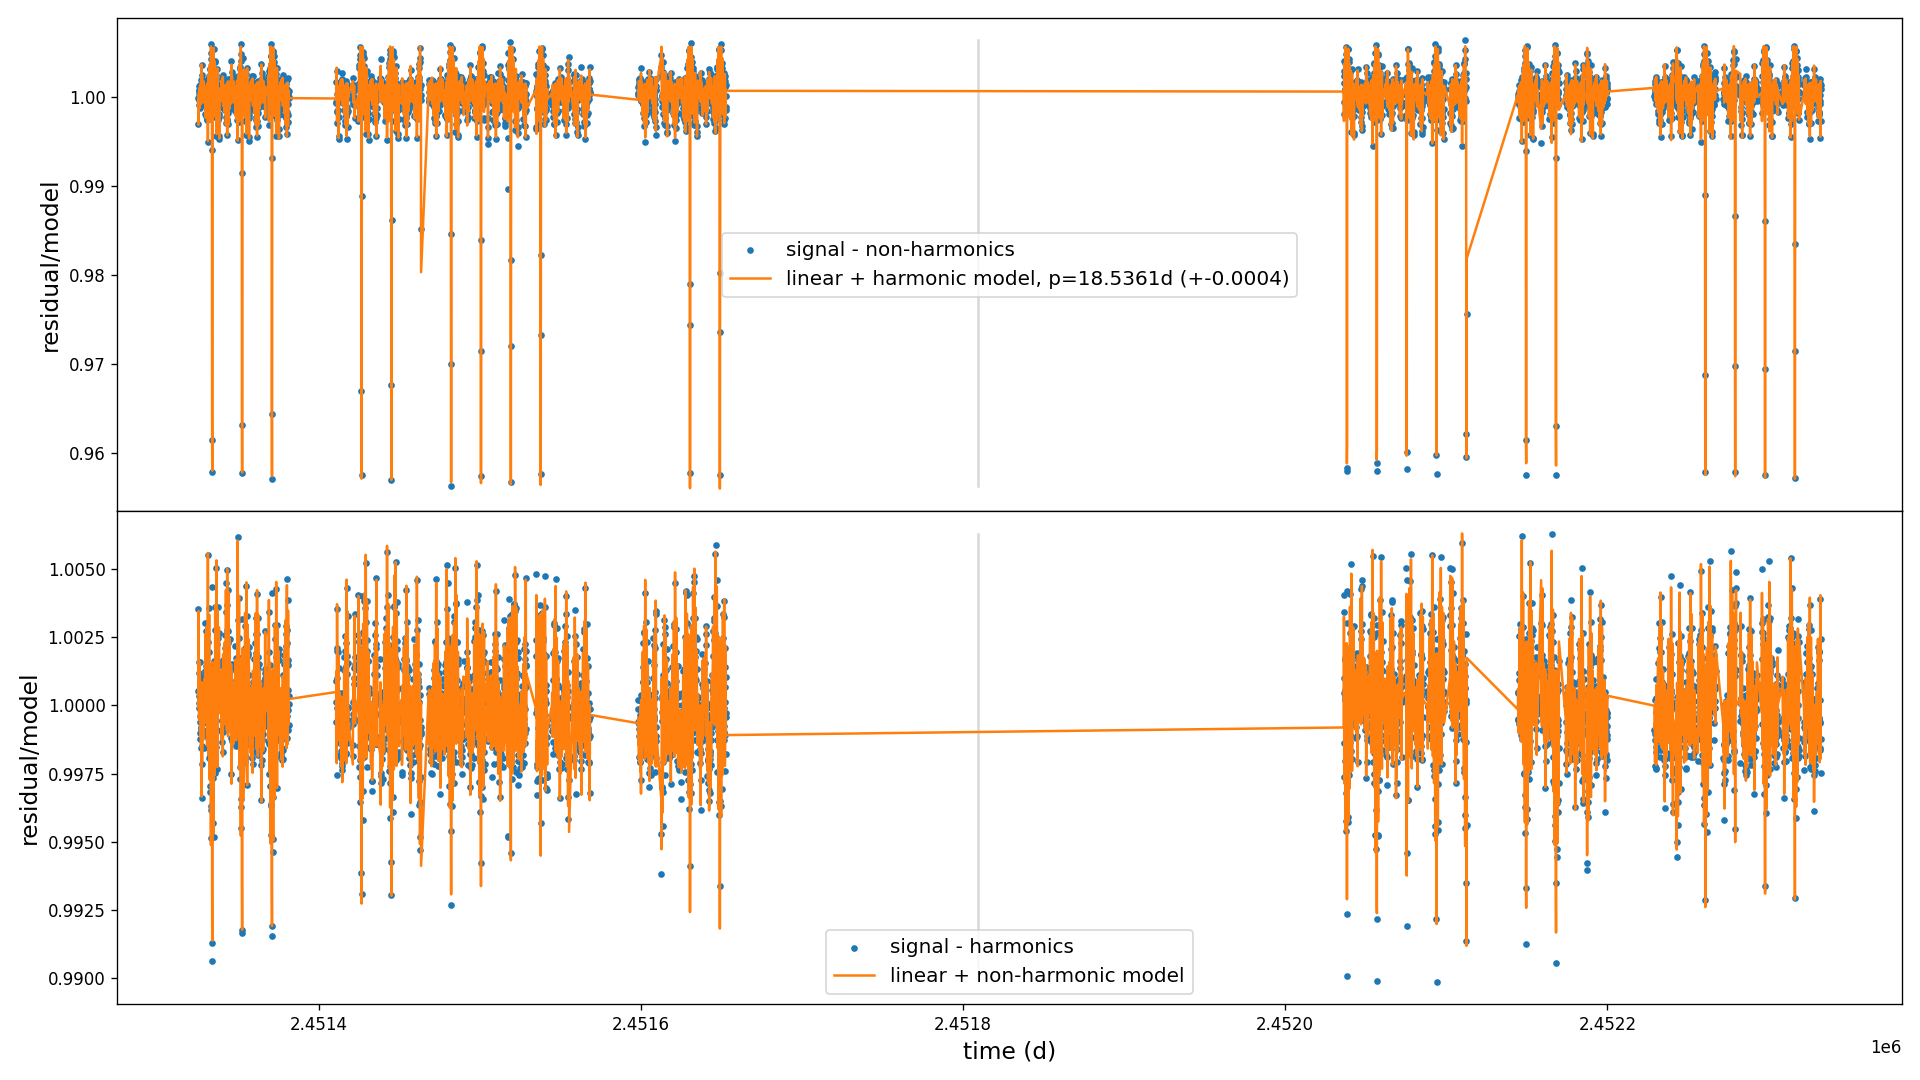 residual/model
1.00
0.99
0.98
0.97
0.96
signal - non-harmonics
linear + harmonic model, p=18.5361d (+-0.0004)
residual/model
1.0050
1.0025
1.0000
0.9975
0.9950
0.9925
0.9900
signal - harmonics
linear + non-harmonic model
2.4514 2.4516 2.4518 2.4520 2.4522
time (d)
1e6